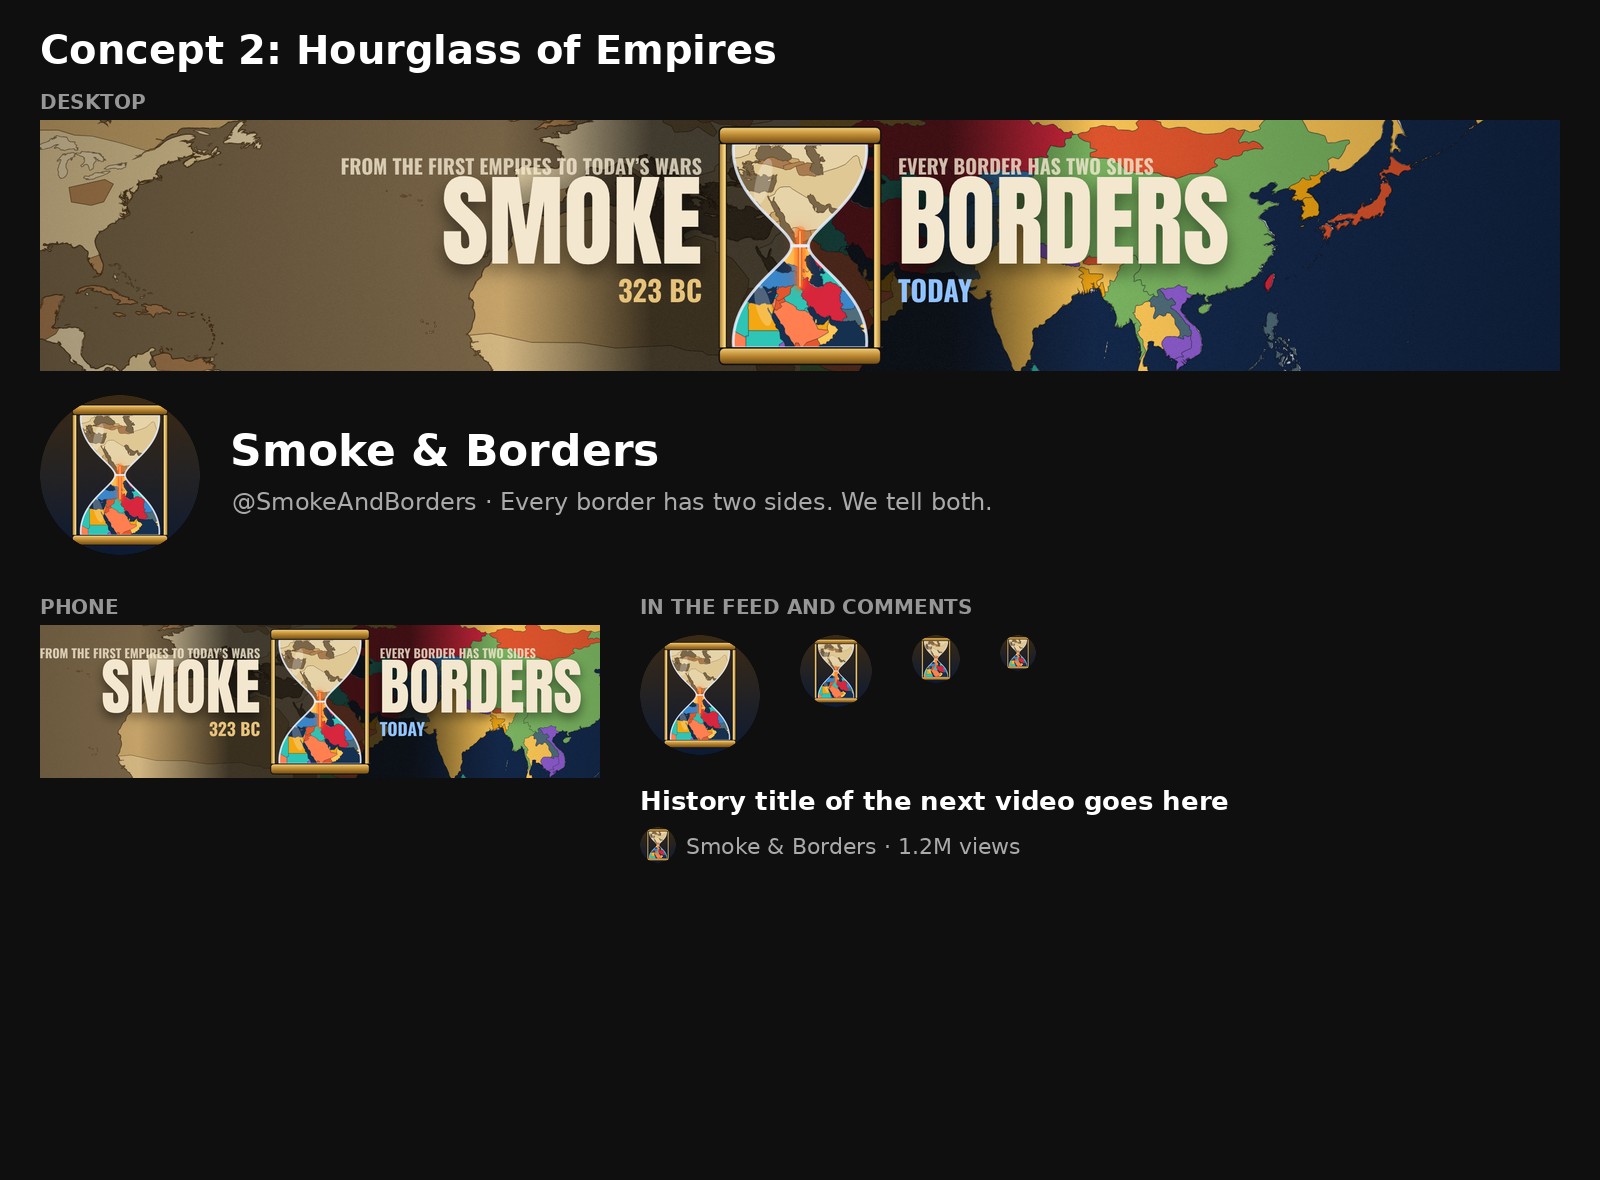 Concept 2: Hourglass of Empires
DESKTOP
FROM THE FIRST EMPIRES TO TODAY'S WARS
SMOKE
323 BC
EVERY BORDER HAS TWO SIDES
BORDERS
TODAY
Smoke & Borders
@SmokeAndBorders · Every border has two sides. We tell both.
PHONE
FROM THE FIRST EMPIRES TO TODAY'S WARS
SMOKE
323 BC
EVERY BORDER HAS TWO SIDES
BORDERS
TODAY
IN THE FEED AND COMMENTS
History title of the next video goes here
Smoke & Borders · 1.2M views